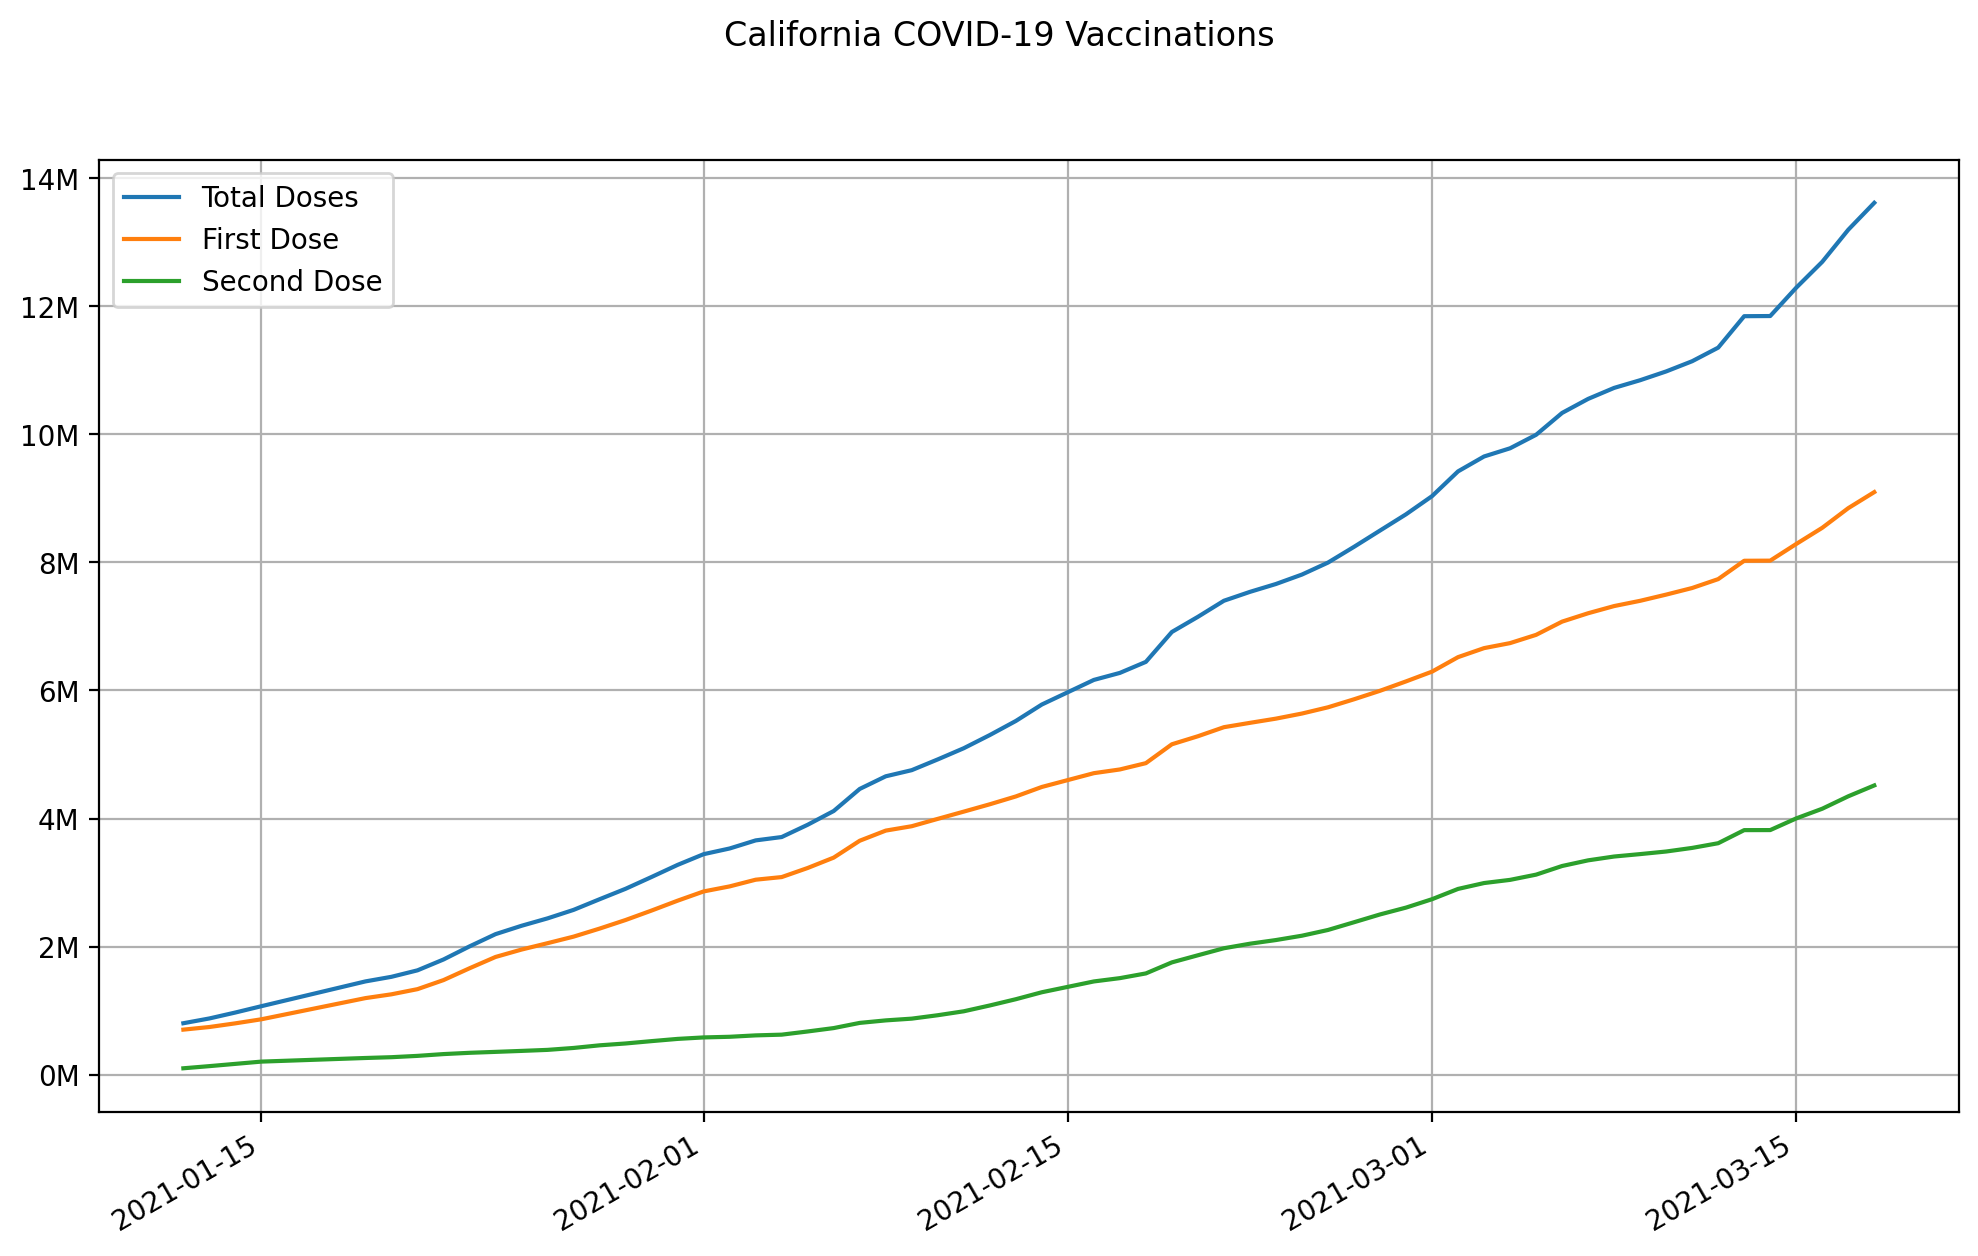 California COVID-19 Vaccinations
14M
12M
10M
8M
6M
4M
2M
0M
Total Doses
First Dose
Second Dose
2021-01-15
2021-02-01
2021-02-15
2021-03-01
2021-03-15